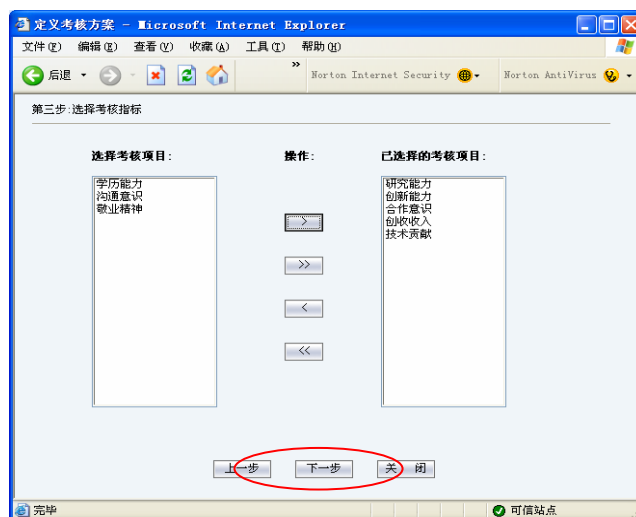 定义考核方案 - Microsoft Internet Explorer
文件(F) 编辑(E) 查看(V) 收藏(A) 工具(T) 帮助(H)
后退 » Norton Internet Security Norton AntiVirus
第三步:选择考核指标
选择考核项目: 操作: 已选择的考核项目:
学历能力
沟通意识
敬业精神
>
>>
<
<<
研究能力
创新能力
合作意识
创收收入
技术贡献
上一步 下一步 关 闭
完毕 可信站点